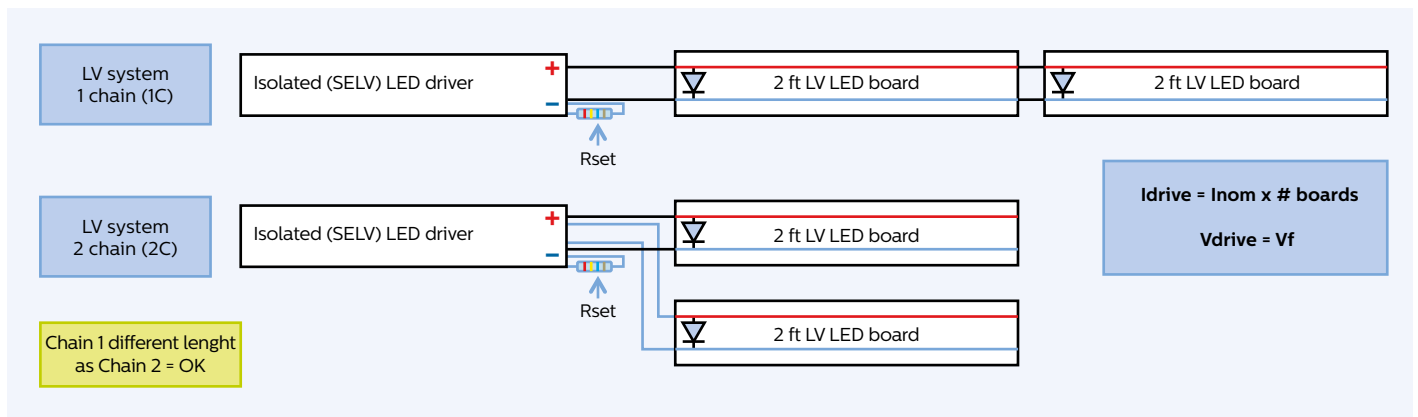 LV system
1 chain (1C)
Isolated (SELV) LED driver
+
−
Rset
2 ft LV LED board
2 ft LV LED board
Idrive = Inom x # boards
Vdrive = Vf
LV system
2 chain (2C)
Isolated (SELV) LED driver
+
−
Rset
2 ft LV LED board
2 ft LV LED board
Chain 1 different lenght
as Chain 2 = OK